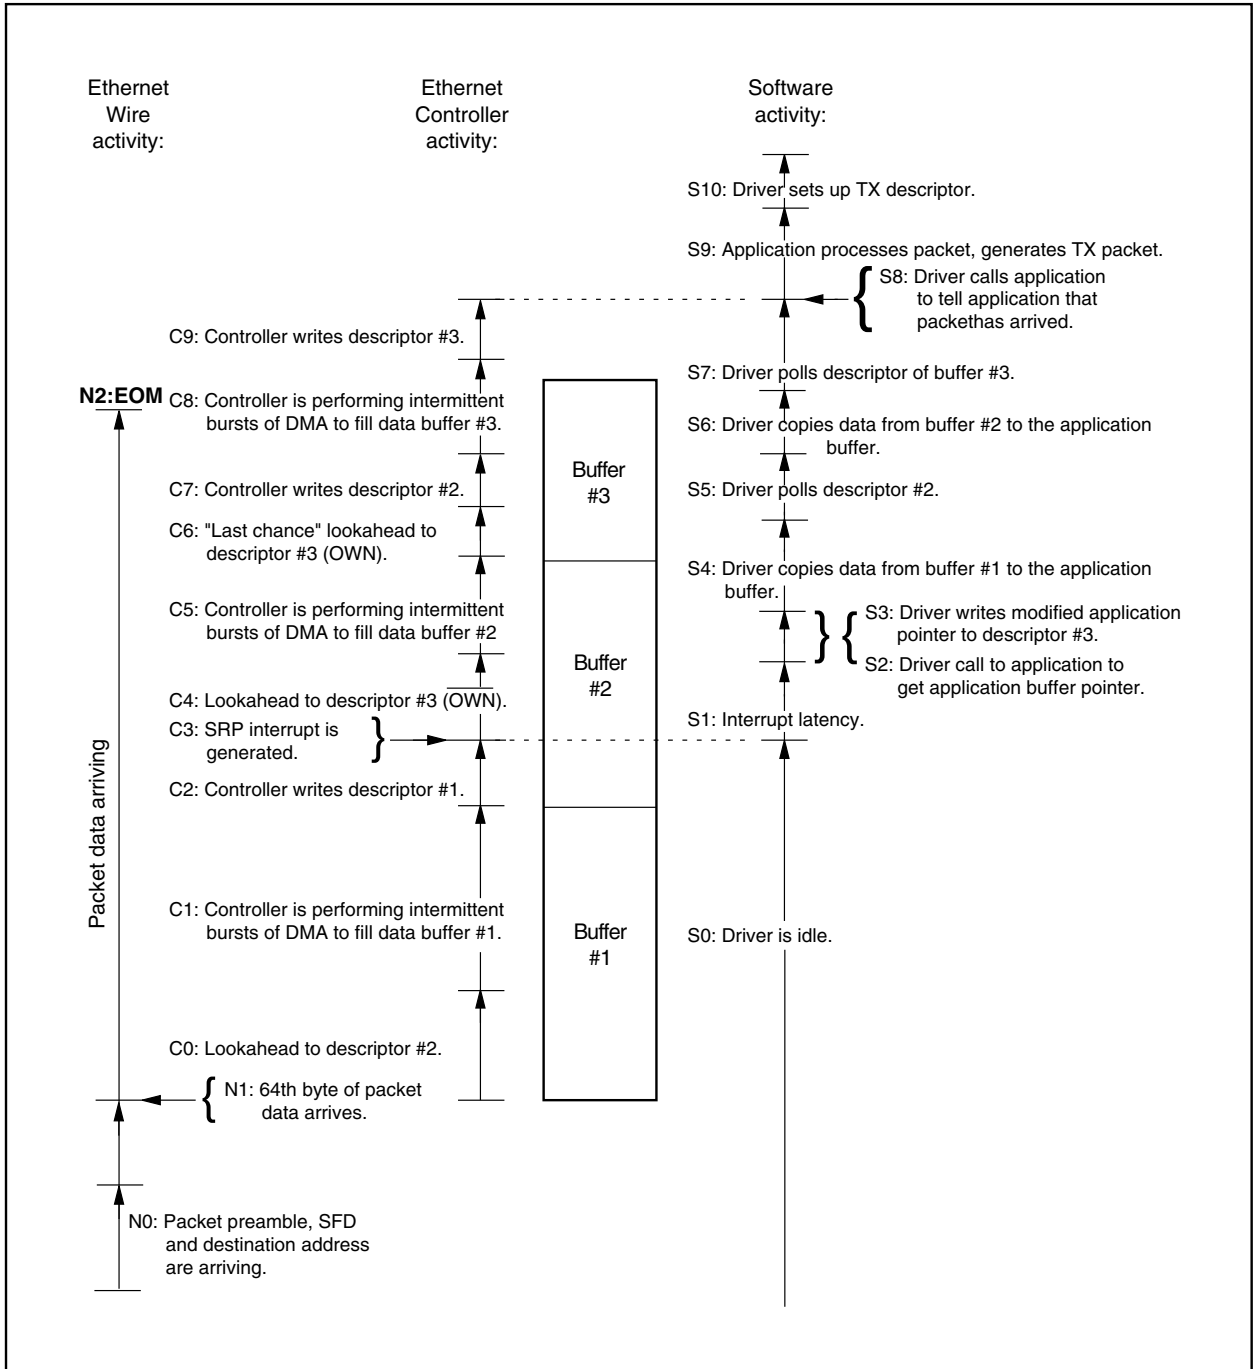 Ethernet
Wire
activity:
Ethernet
Controller
activity:
Software
activity:
S10: Driver sets up TX descriptor.
S9: Application processes packet, generates TX packet.
S8: Driver calls application
to tell application that
packethas arrived.
C9: Controller writes descriptor #3.
S7: Driver polls descriptor of buffer #3.
N2:EOM
C8: Controller is performing intermittent
bursts of DMA to fill data buffer #3.
S6: Driver copies data from buffer #2 to the application
buffer.
Buffer
#3
C7: Controller writes descriptor #2.
S5: Driver polls descriptor #2.
C6: "Last chance" lookahead to
descriptor #3 (OWN).
S4: Driver copies data from buffer #1 to the application
buffer.
C5: Controller is performing intermittent
bursts of DMA to fill data buffer #2
S3: Driver writes modified application
pointer to descriptor #3.
Buffer
#2
S2: Driver call to application to
get application buffer pointer.
C4: Lookahead to descriptor #3 (OWN).
S1: Interrupt latency.
C3: SRP interrupt is
generated.
C2: Controller writes descriptor #1.
Packet data arriving
C1: Controller is performing intermittent
bursts of DMA to fill data buffer #1.
Buffer
#1
S0: Driver is idle.
C0: Lookahead to descriptor #2.
N1: 64th byte of packet
data arrives.
N0: Packet preamble, SFD
and destination address
are arriving.